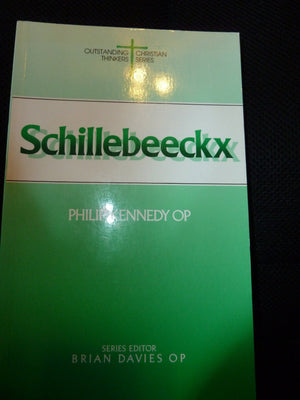 OUTSTANDING CHRISTIAN
THINKERS SERIES
Schillebeeckx
PHILIP KENNEDY OP
SERIES EDITOR
BRIAN DAVIES OP